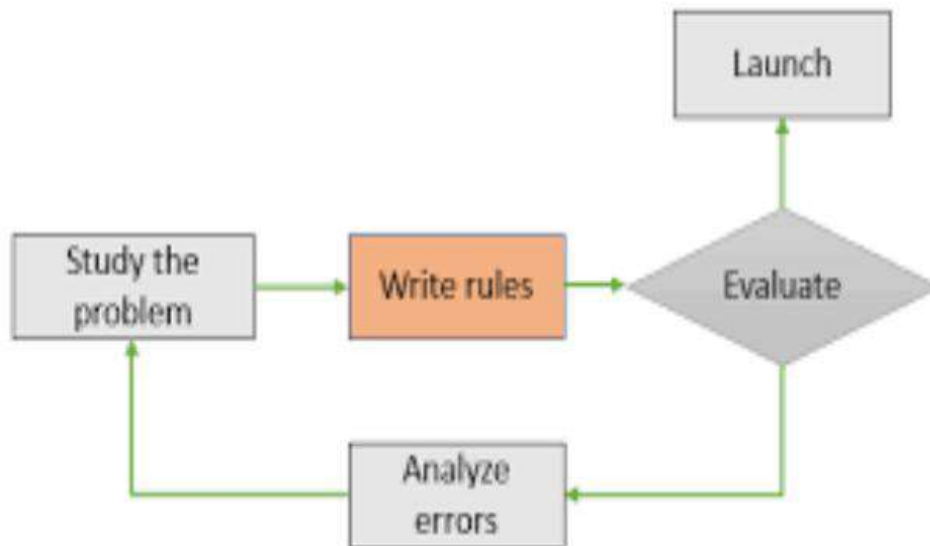 Launch
Study the
problem
Write rules
Evaluate
Analyze
errors